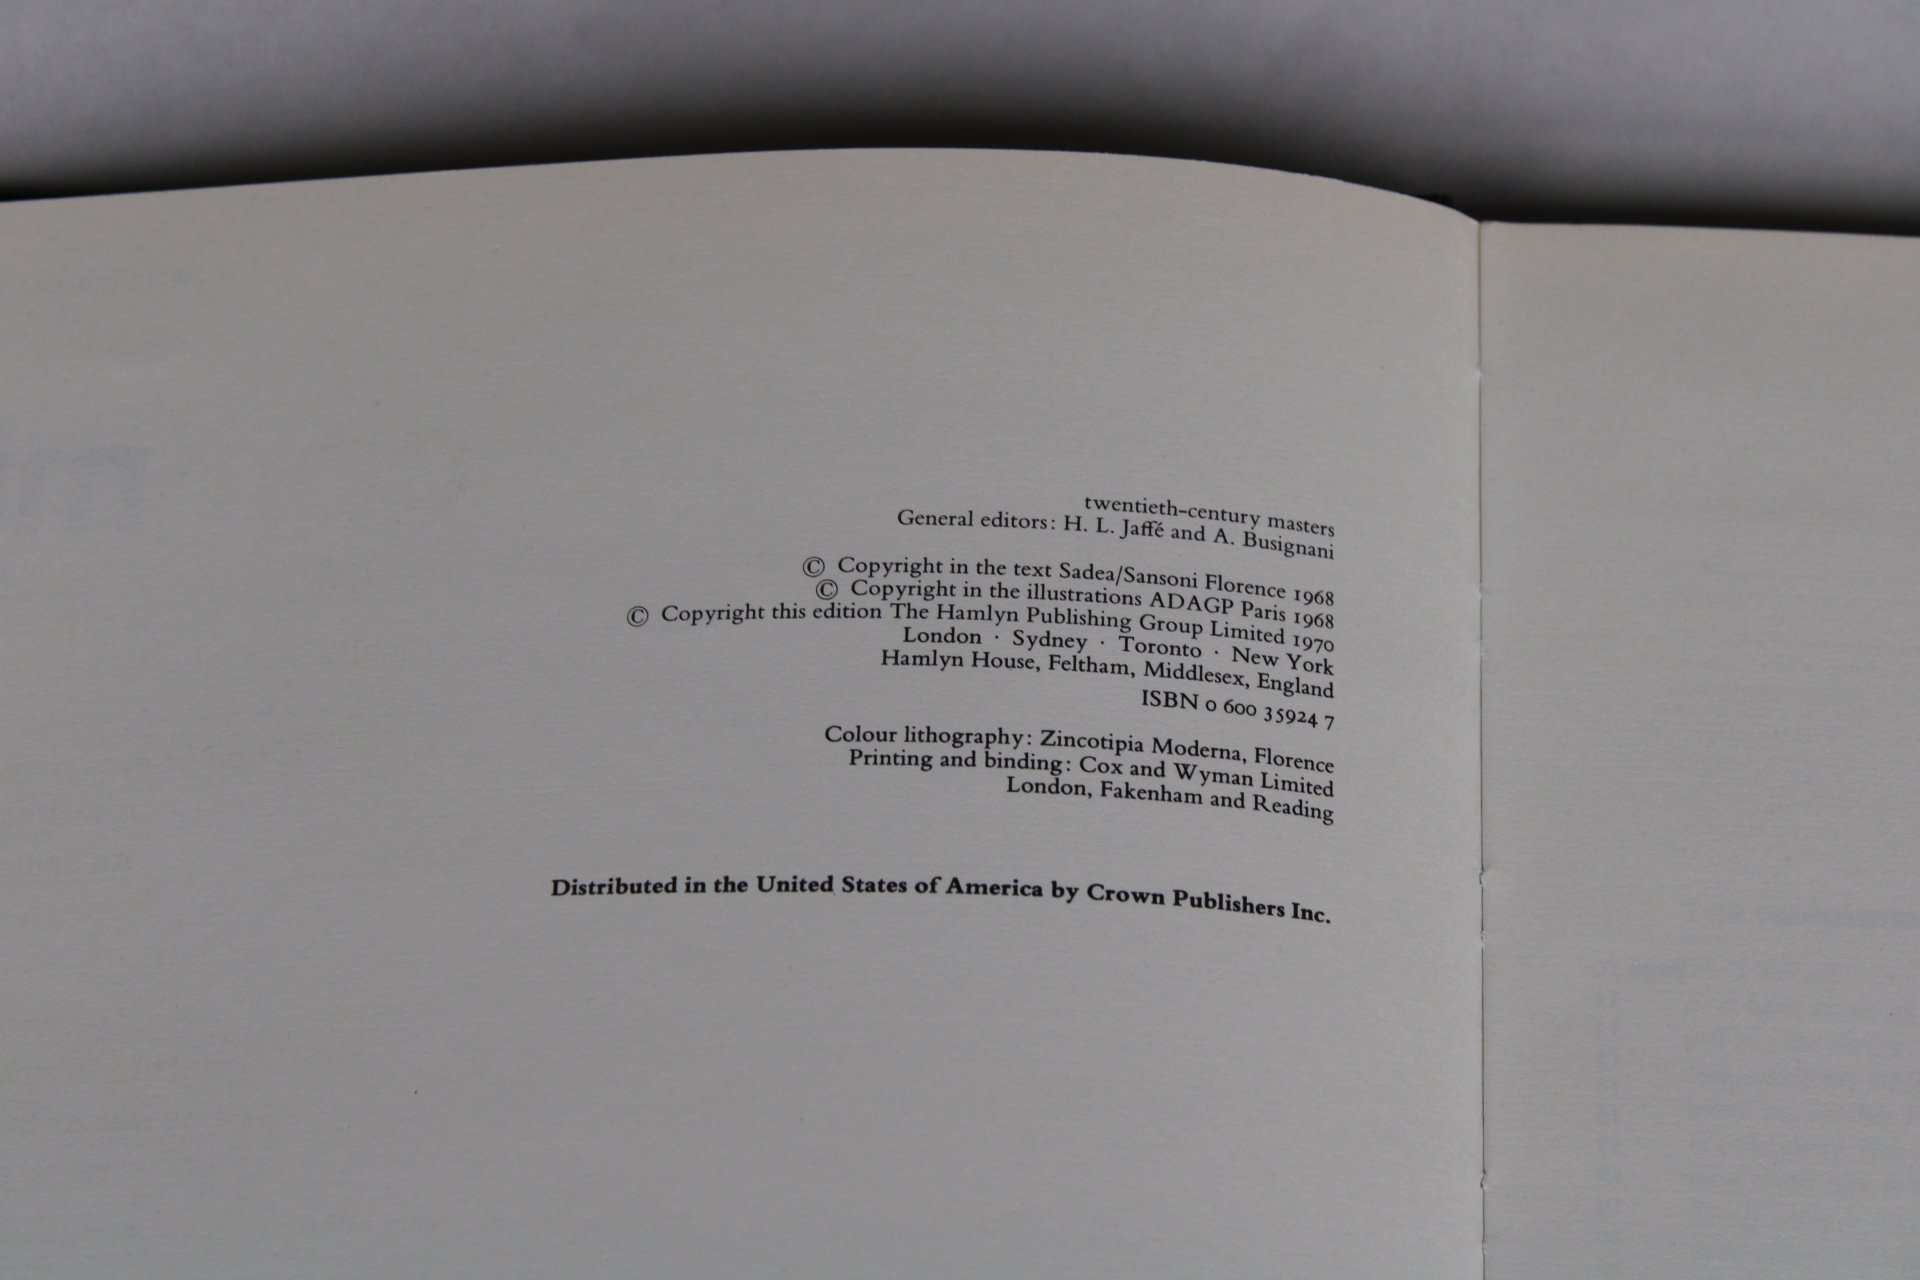 twentieth-century masters
General editors: H. L. Jaffé and A. Busignani
© Copyright in the text Sadea/Sansoni Florence 1968
© Copyright in the illustrations ADAGP Paris 1968
© Copyright this edition The Hamlyn Publishing Group Limited 1970
London · Sydney · Toronto · New York
Hamlyn House, Feltham, Middlesex, England
ISBN 0 600 35924 7
Colour lithography: Zincotipia Moderna, Florence
Printing and binding: Cox and Wyman Limited
London, Fakenham and Reading
Distributed in the United States of America by Crown Publishers Inc.